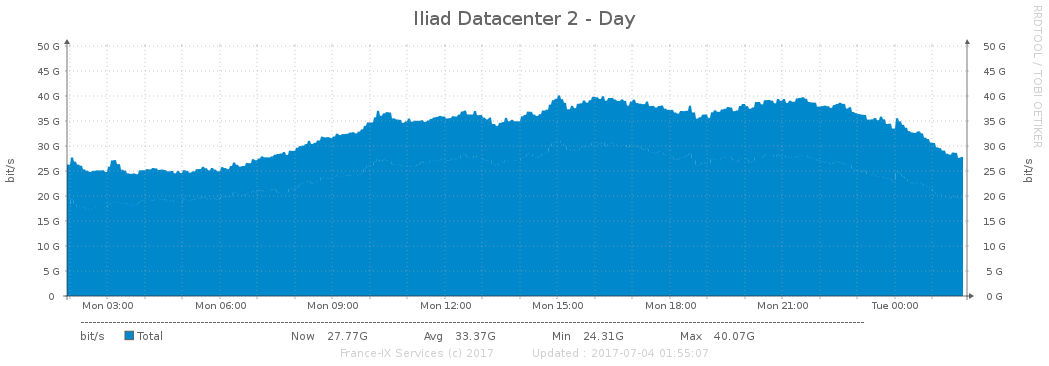 Iliad Datacenter 2 - Day
RRDTOOL / TOBI OETIKER
50 G 50 G
45 G 45 G
40 G 40 G
35 G 35 G
30 G 30 G
25 G 25 G
20 G 20 G
15 G 15 G
10 G 10 G
5 G 5 G
0 0 G
bit/s bit/s
Mon 03:00 Mon 06:00 Mon 09:00 Mon 12:00 Mon 15:00 Mon 18:00 Mon 21:00 Tue 00:00
bit/s Total Now 27.77G Avg 33.37G Min 24.31G Max 40.07G
France-IX Services (c) 2017 Updated : 2017-07-04 01:55:07